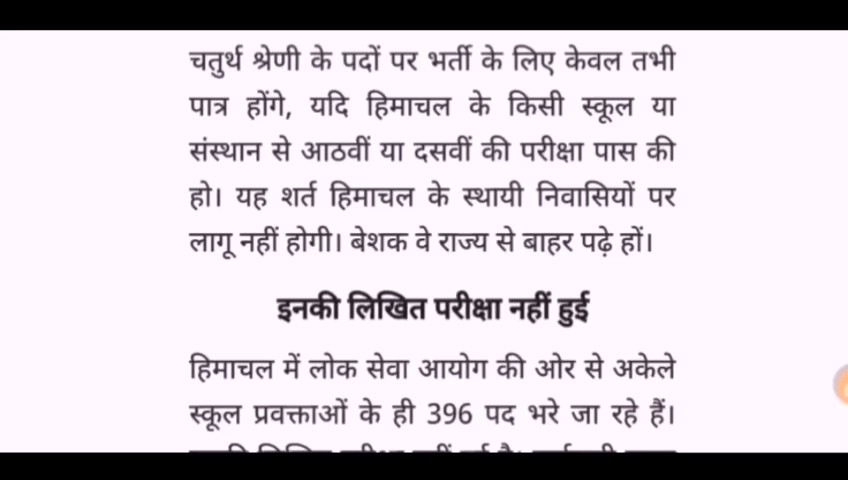 चतुर्थ श्रेणी के पदों पर भर्ती के लिए केवल तभी
पात्र होंगे, यदि हिमाचल के किसी स्कूल या
संस्थान से आठवीं या दसवीं की परीक्षा पास की
हो। यह शर्त हिमाचल के स्थायी निवासियों पर
लागू नहीं होगी। बेशक वे राज्य से बाहर पढ़े हों।
इनकी लिखित परीक्षा नहीं हुई
हिमाचल में लोक सेवा आयोग की ओर से अकेले
स्कूल प्रवक्ताओं के ही 396 पद भरे जा रहे हैं।